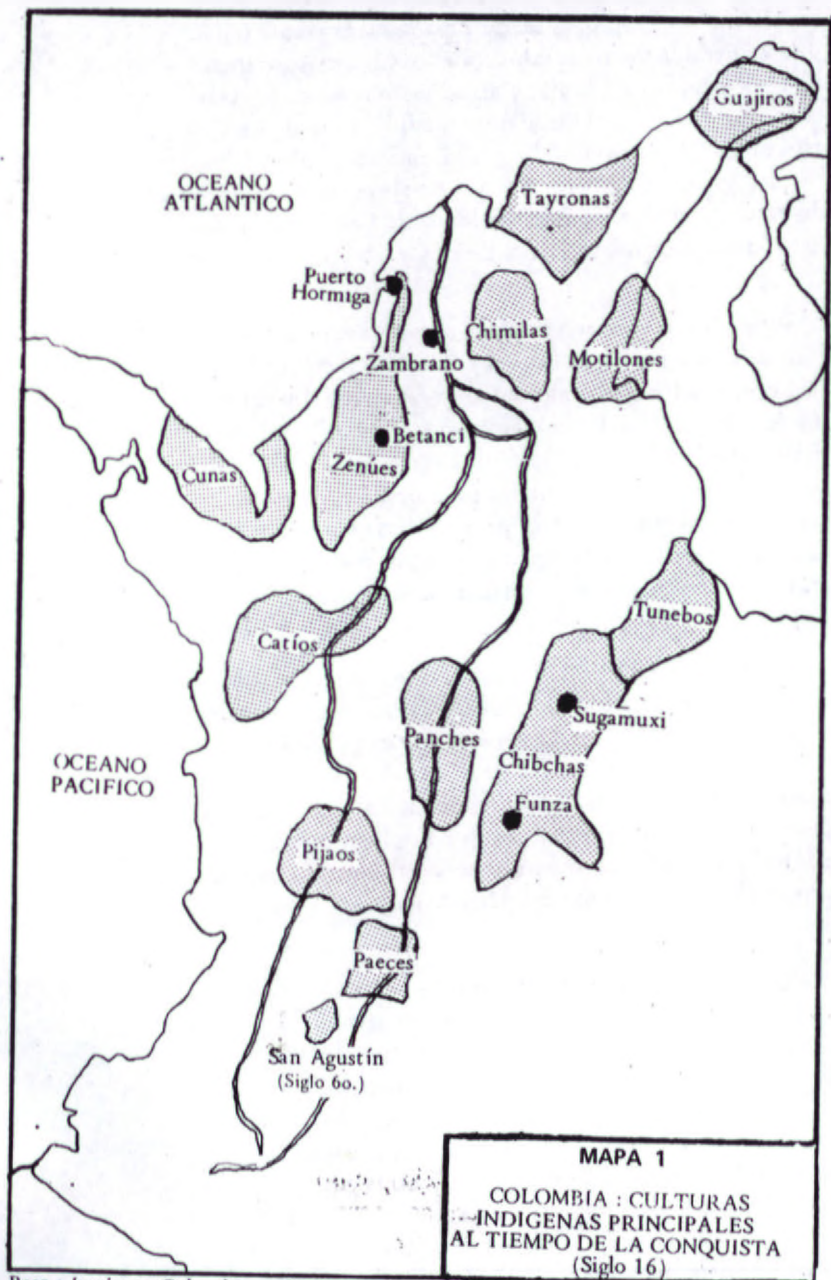 Guajiros
OCEANO
ATLANTICO
Tayronas
Puerto
Hormiga
Chimilas
Zambrano
Motilones
Betancí
Zenúes
Cunas
Tunebos
Catíos
Sugamuxi
Panches
Chibchas
OCEANO
PACIFICO
Funza
Pijaos
Paeces
San Agustín
(Siglo 6o.)
MAPA 1
COLOMBIA : CULTURAS
INDIGENAS PRINCIPALES
AL TIEMPO DE LA CONQUISTA
(Siglo 16)